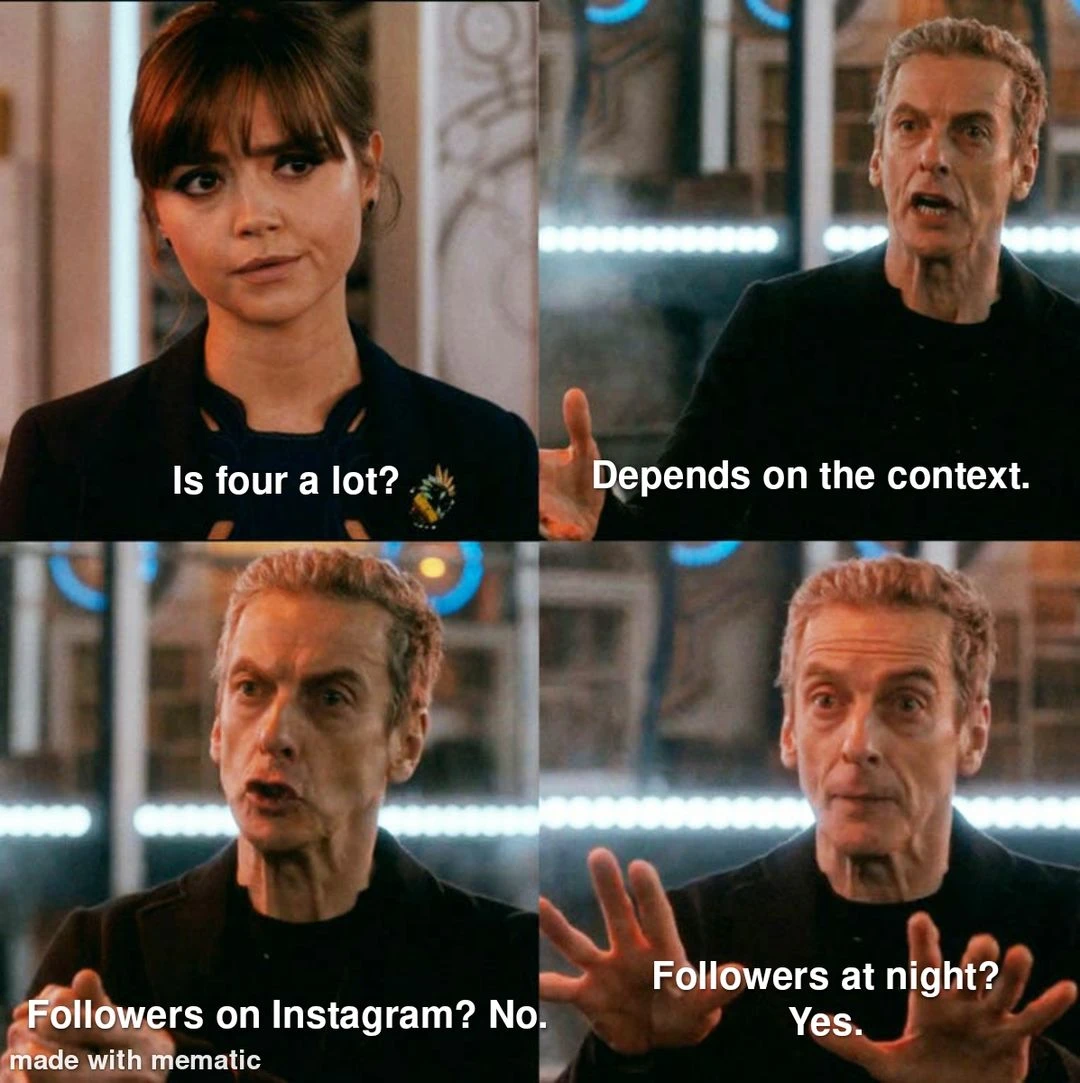 Is four a lot?
Depends on the context.
Followers on Instagram? No.
made with mematic
Followers at night?
Yes.